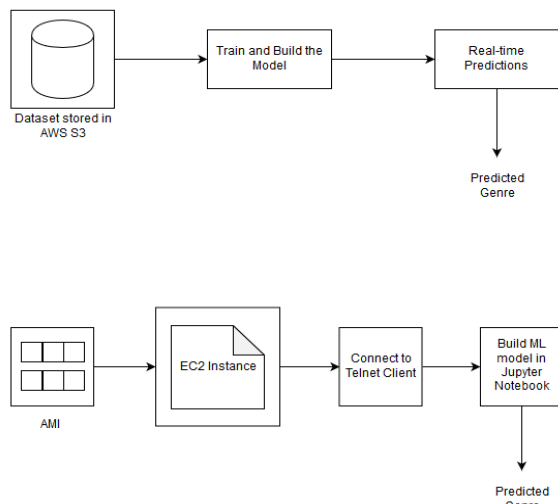 Train and Build the
Model
Real-time
Predictions
Dataset stored in
AWS S3
Predicted
Genre
EC2 Instance
Connect to
Telnet Client
Build ML
model in
Jupyter
Notebook
AMI
Predicted
Genre